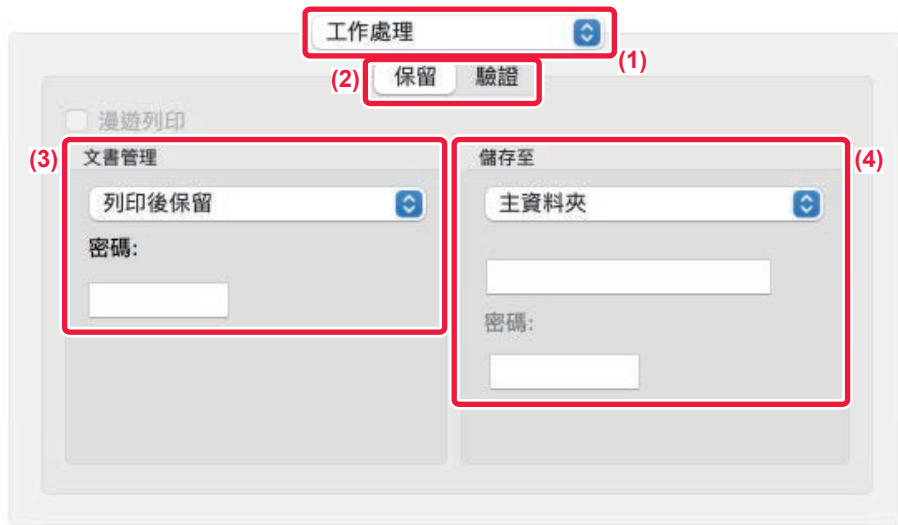 工作處理
(1)
(2)
保留
驗證
漫遊列印
(3)
文書管理
儲存至
(4)
列印後保留
主資料夾
密碼:
密碼: